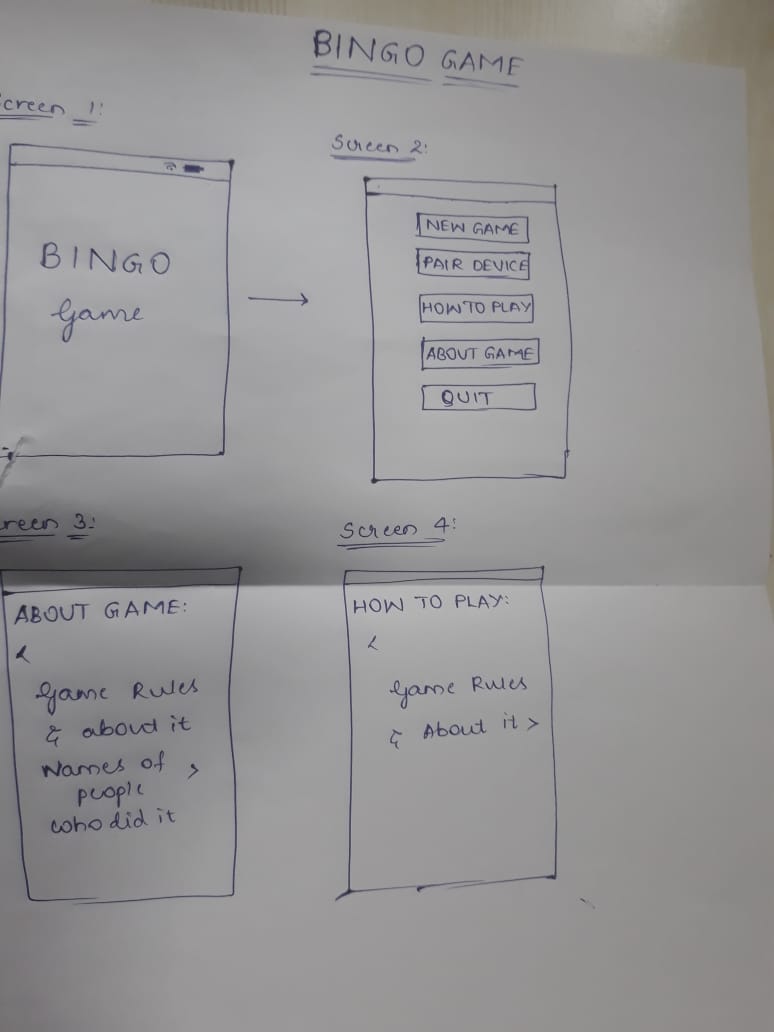 BINGO GAME
creen 1:
BINGO
Game
Screen 2:
NEW GAME
PAIR DEVICE
HOW TO PLAY
ABOUT GAME
QUIT
reen 3:
ABOUT GAME:
<
Game Rules
& about it
Names of >
people
who did it
Screen 4:
HOW TO PLAY:
<
Game Rules
& About it >